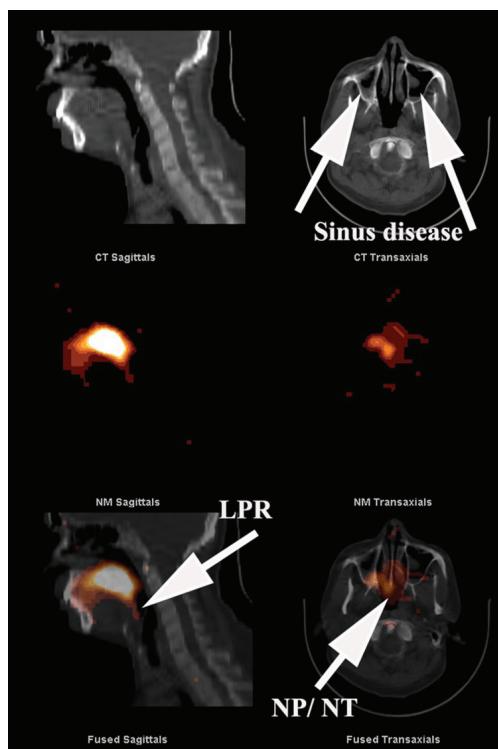 Sinus disease
CT Sagittals
CT Transaxials
NM Sagittals
NM Transaxials
LPR
NP/ NT
Fused Sagittals
Fused Transaxials